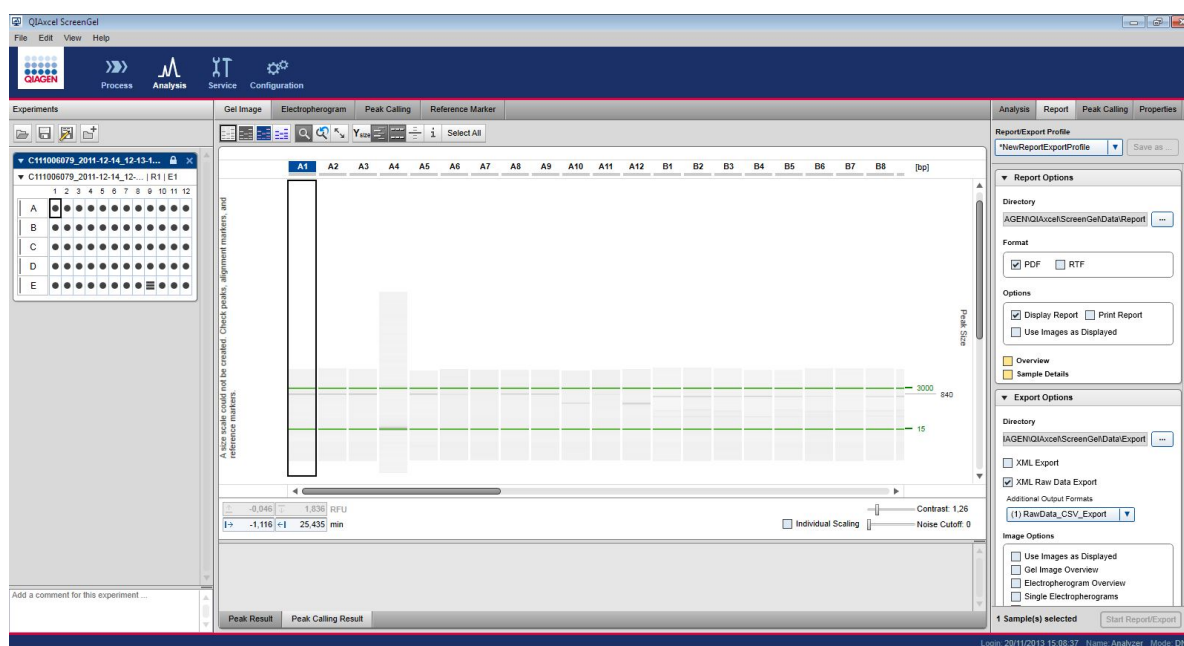 QIAxcel ScreenGel
File Edit View Help
QIAGEN
Process Analysis Service Configuration
Experiments
Gel Image Electropherogram Peak Calling Reference Marker
Analysis Report Peak Calling Properties
Ysize i Select All
Report/Export Profile
*NewReportExportProfile Save as ...
C111006079_2011-12-14_12-13-1...
C111006079_2011-12-14_12-... | R1 | E1
1 2 3 4 5 6 7 8 9 10 11 12
A
B
C
D
E
A1 A2 A3 A4 A5 A6 A7 A8 A9 A10 A11 A12 B1 B2 B3 B4 B5 B6 B7 B8 [bp]
A size scale could not be created. Check peaks, alignment markers, and
reference markers.
Peak Size
3000
840
15
-0,046 1,836 RFU
-1,116 25,435 min
Contrast: 1,26
Individual Scaling Noise Cutoff: 0
Report Options
Directory
AGEN\QIAxcel\ScreenGel\Data\Report ...
Format
PDF RTF
Options
Display Report Print Report
Use Images as Displayed
Overview
Sample Details
Export Options
Directory
IAGEN\QIAxcel\ScreenGel\Data\Export ...
XML Export
XML Raw Data Export
Additional Output Formats
(1) RawData_CSV_Export
Image Options
Use Images as Displayed
Gel Image Overview
Electropherogram Overview
Single Electropherograms
Add a comment for this experiment ...
Peak Result Peak Calling Result
1 Sample(s) selected Start Report/Export
Login: 20/11/2013 15:08:37 Name: Analyzer Mode: DN